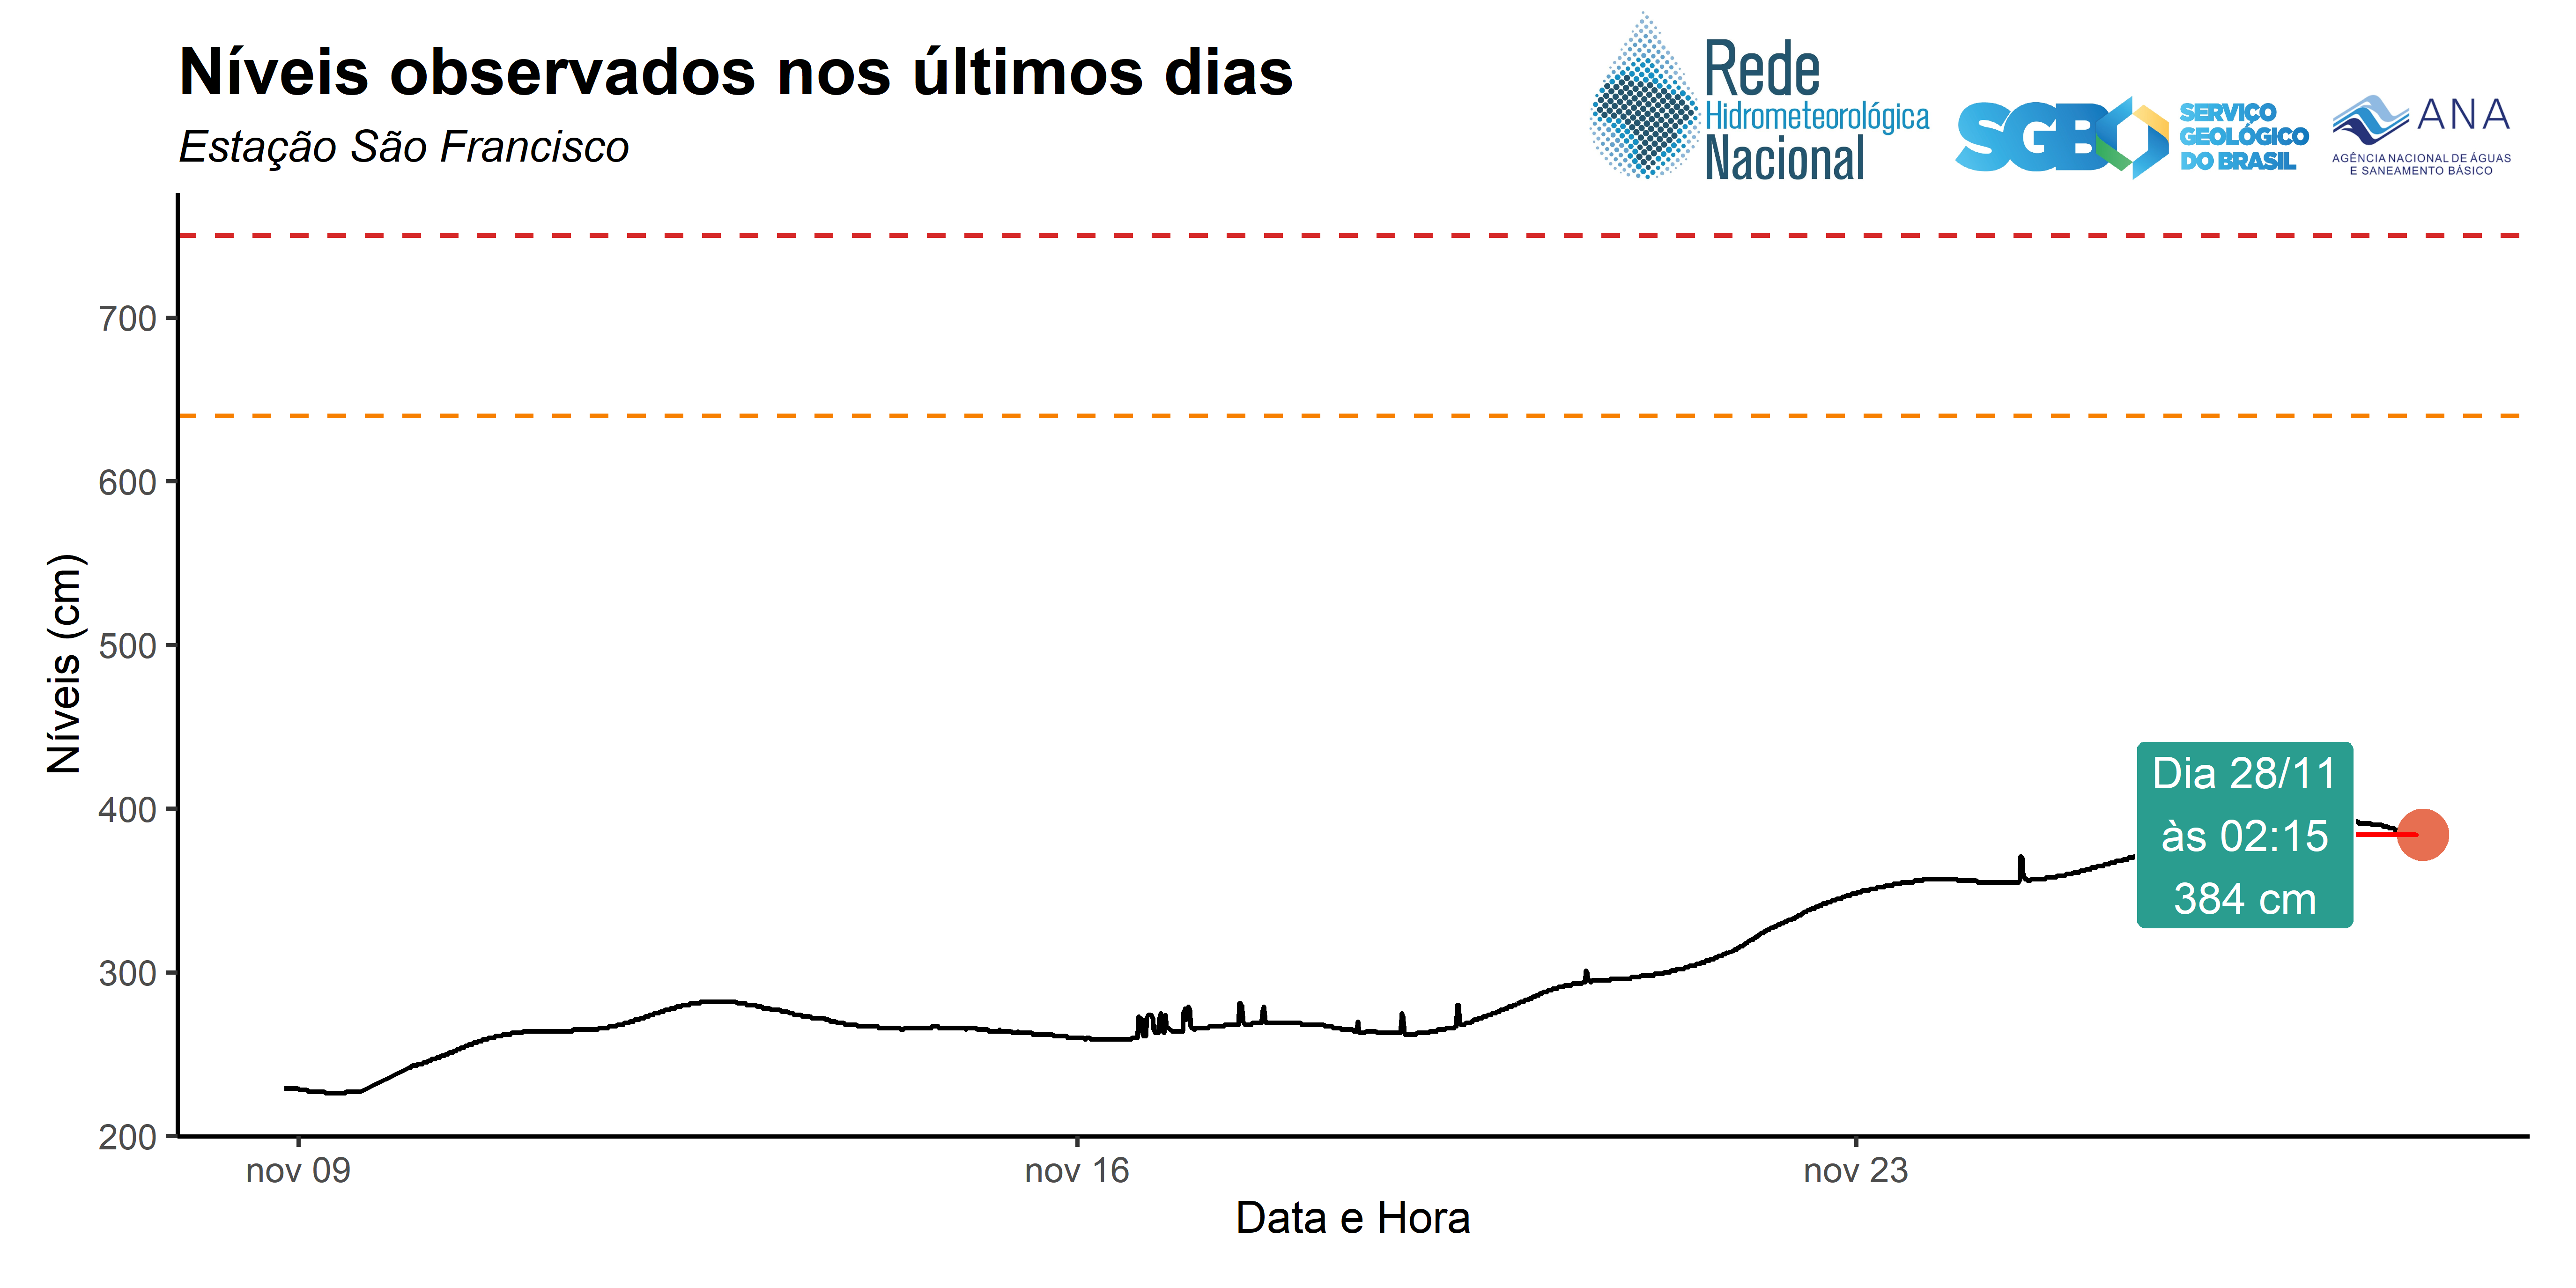 Níveis observados nos últimos dias
Estação São Francisco
Rede
Hidrometeorológica
Nacional
SGB
SERVIÇO
GEOLÓGICO
DO BRASIL
ANA
AGÊNCIA NACIONAL DE ÁGUAS
E SANEAMENTO BÁSICO
Níveis (cm)
700
600
500
400
300
200
Dia 28/11
às 02:15
384 cm
nov 09
nov 16
nov 23
Data e Hora